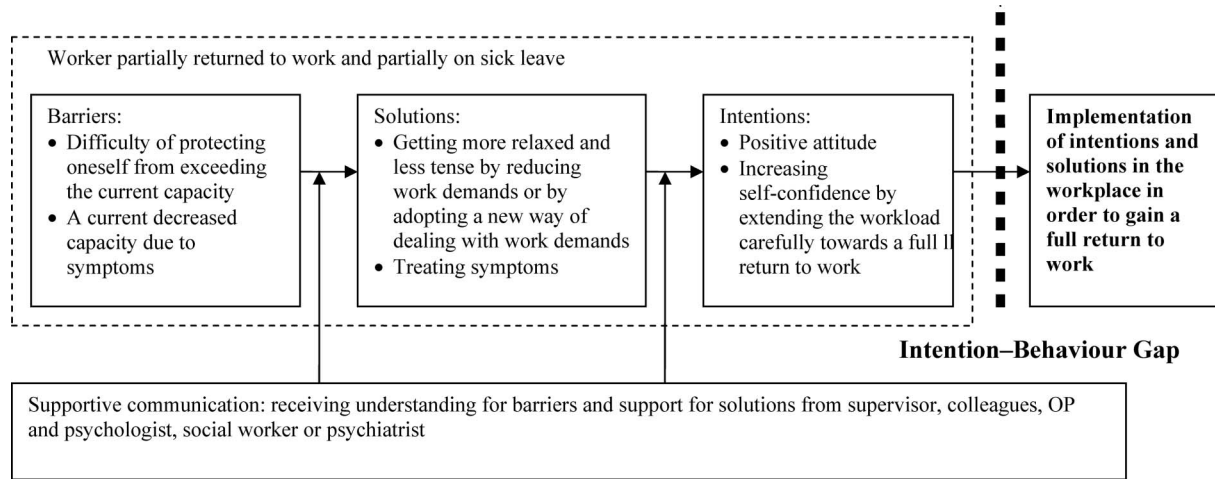 Worker partially returned to work and partially on sick leave
Barriers:
• Difficulty of protecting
oneself from exceeding
the current capacity
• A current decreased
capacity due to
symptoms
Solutions:
• Getting more relaxed and
less tense by reducing
work demands or by
adopting a new way of
dealing with work demands
• Treating symptoms
Intentions:
• Positive attitude
• Increasing
self-confidence by
extending the workload
carefully towards a full ll
return to work
Implementation
of intentions and
solutions in the
workplace in
order to gain a
full return to
work
Intention–Behaviour Gap
Supportive communication: receiving understanding for barriers and support for solutions from supervisor, colleagues, OP
and psychologist, social worker or psychiatrist